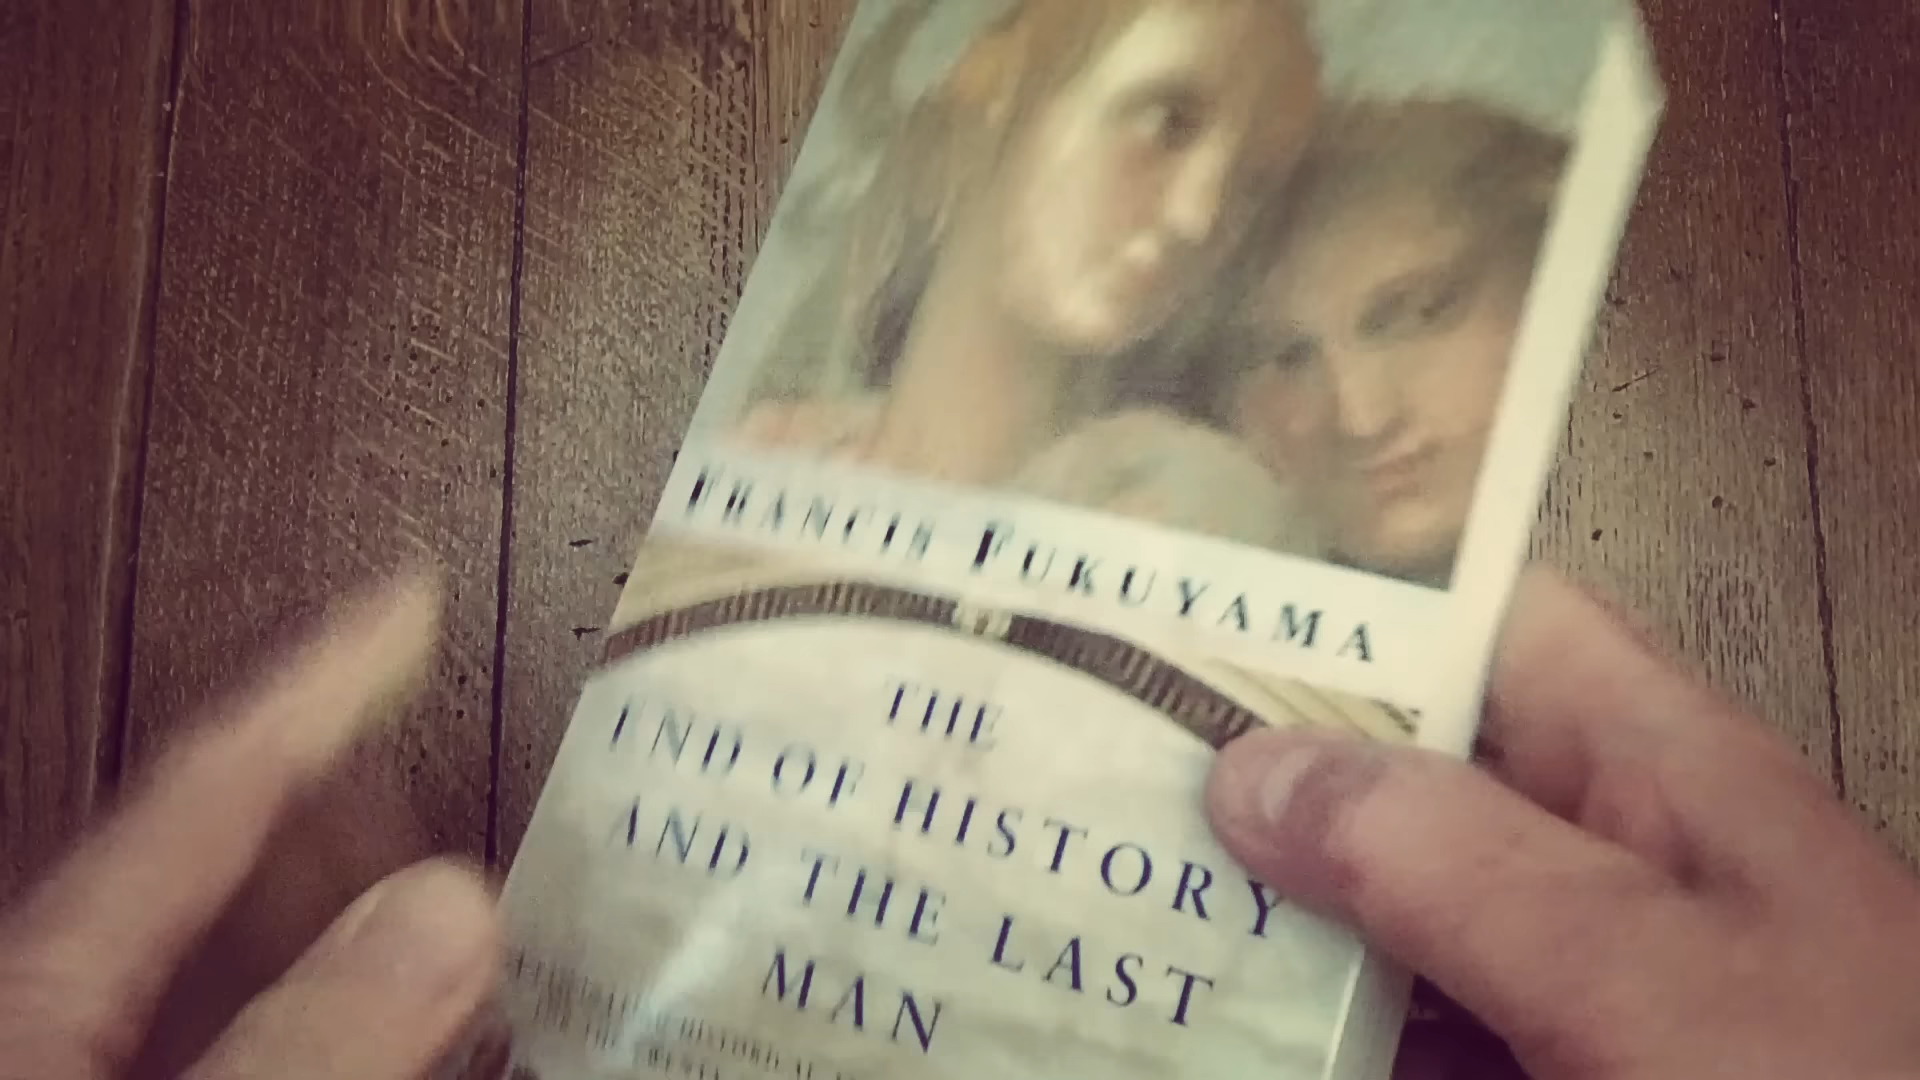 FRANCIS FUKUYAMA
THE
END OF HISTORY
AND THE LAST
MAN